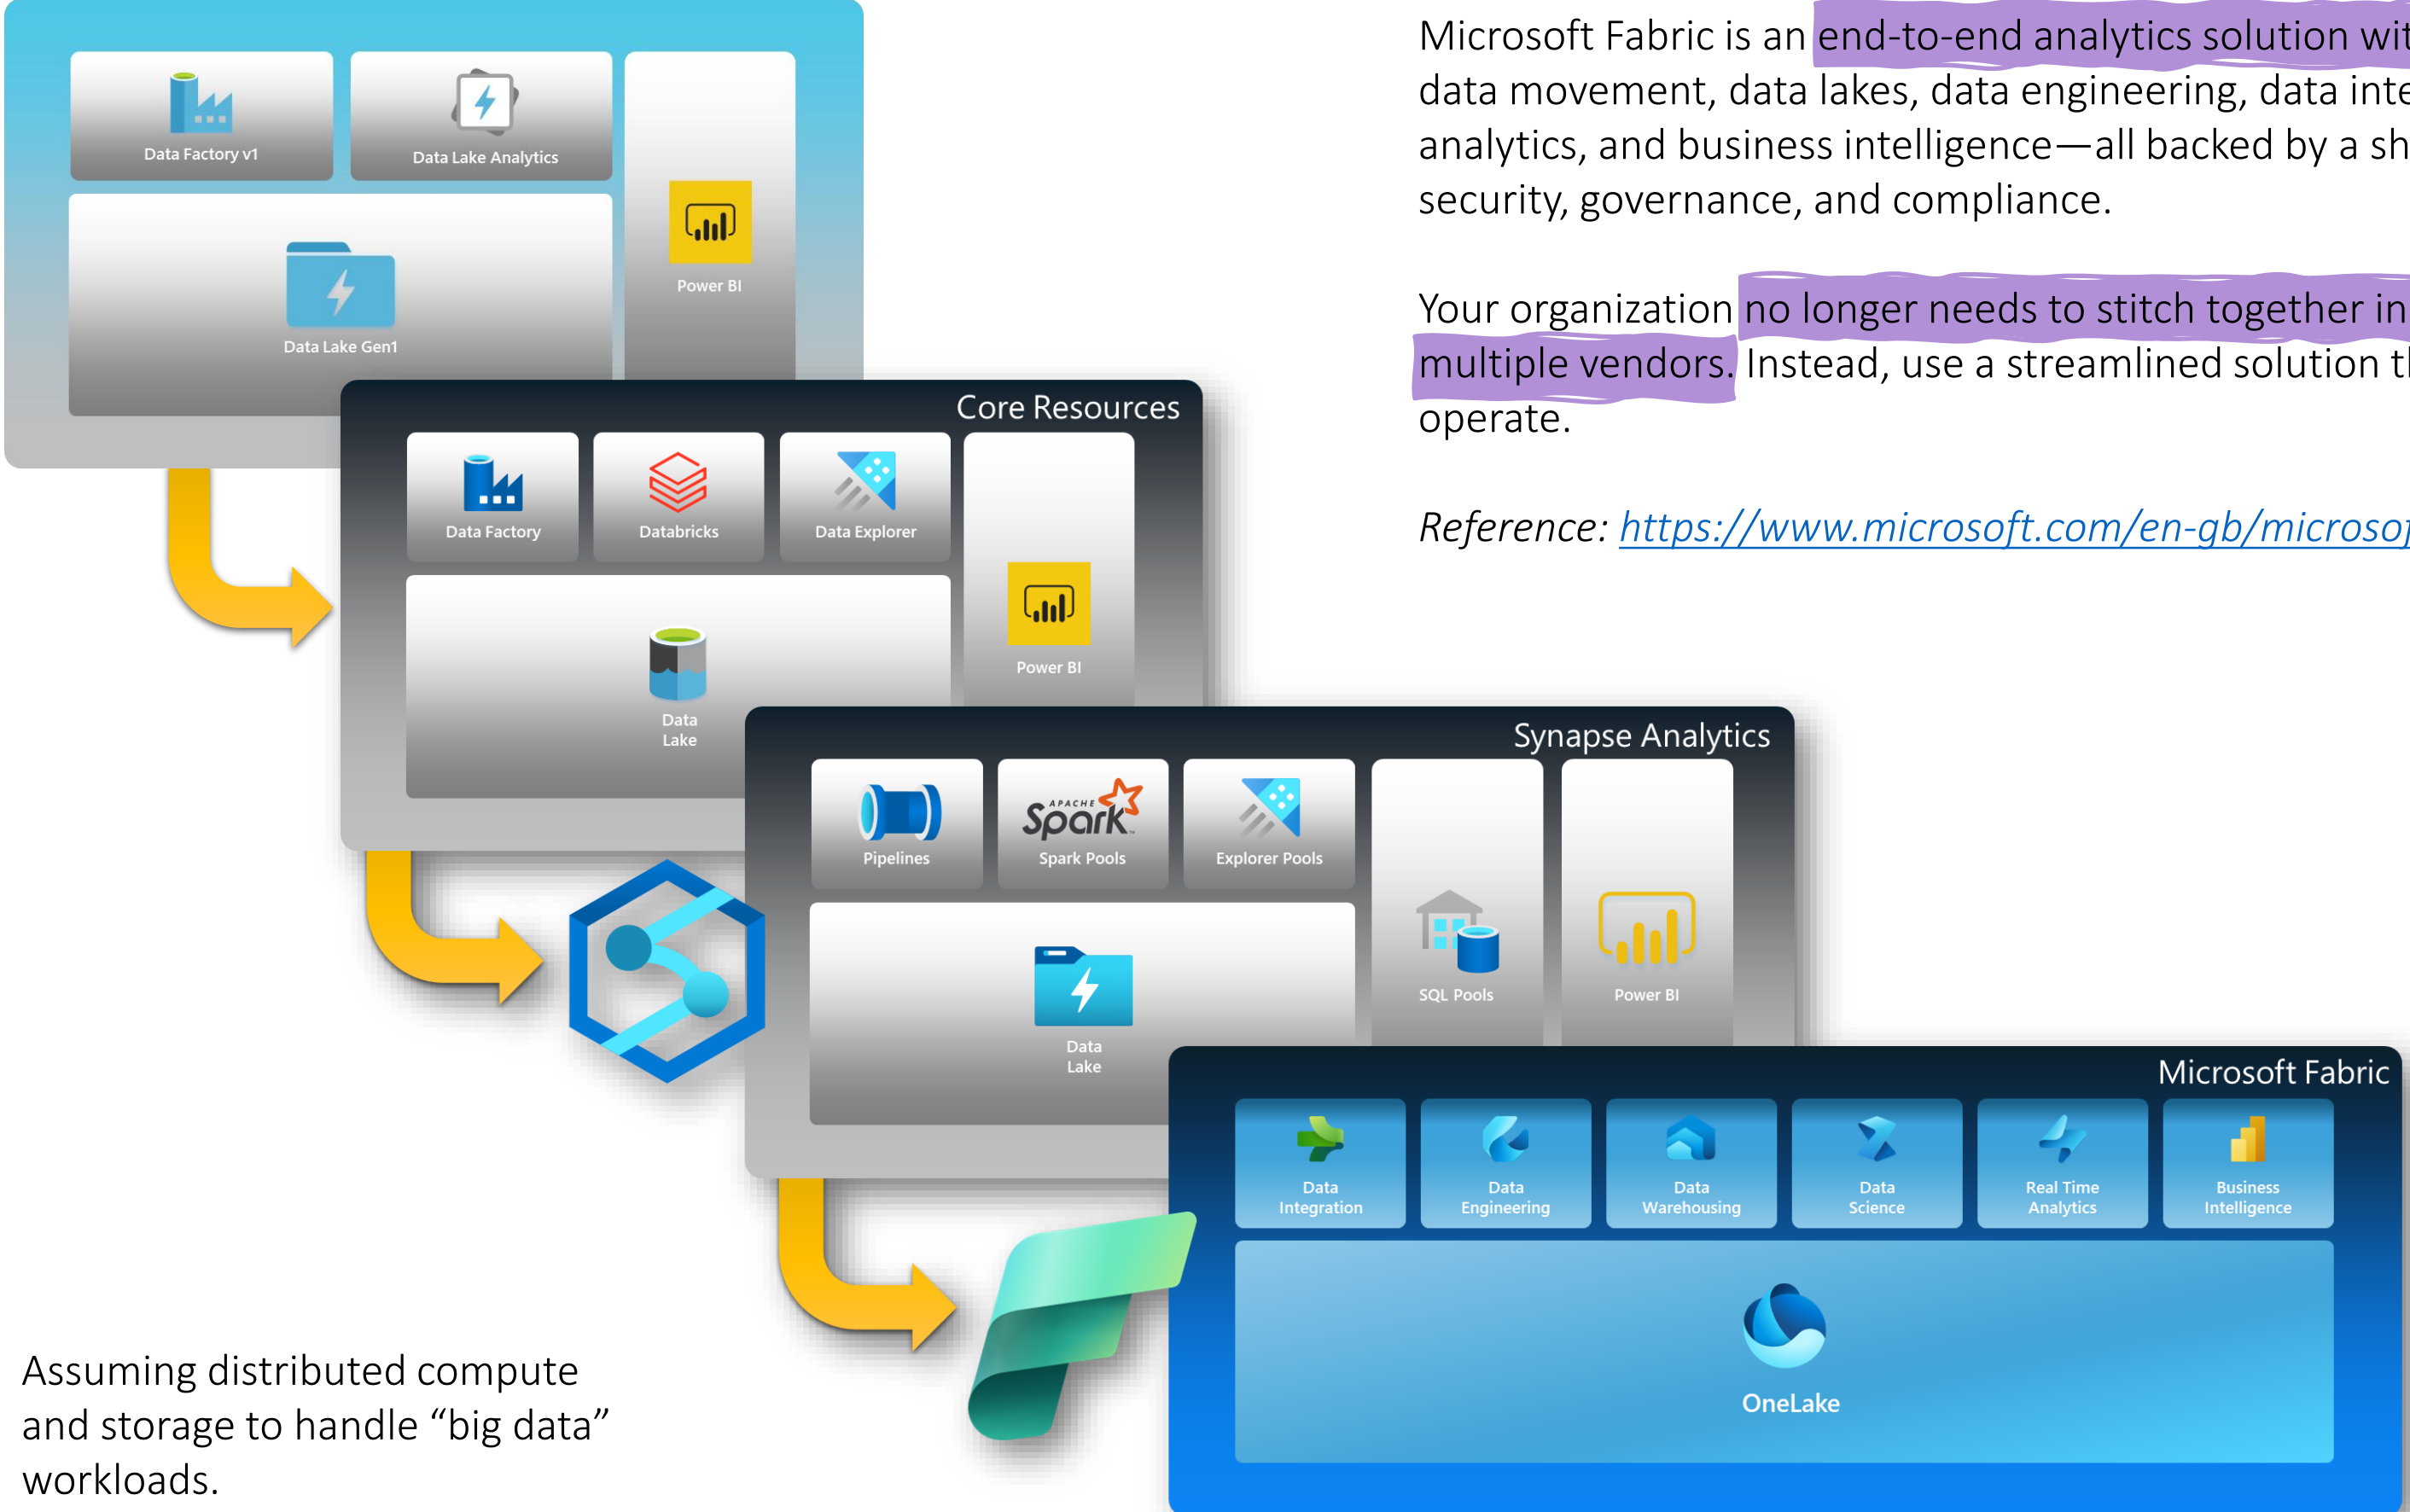 Data Factory v1
Data Lake Analytics
Power BI
Data Lake Gen1
Microsoft Fabric is an end-to-end analytics solution
data movement, data lakes, data engineering, data
analytics, and business intelligence—all backed by a
security, governance, and compliance.
Your organization no longer needs to stitch together in
multiple vendors. Instead, use a streamlined solution
operate.
Reference: https://www.microsoft.com/en-gb/microsof
Core Resources
Data Factory
Databricks
Data Explorer
Power BI
Data
Lake
Synapse Analytics
Pipelines
APACHE
Spark
Spark Pools
Explorer Pools
SQL Pools
Power BI
Data
Lake
Microsoft Fabric
Data
Integration
Data
Engineering
Data
Warehousing
Data
Science
Real Time
Analytics
Business
Intelligence
OneLake
Assuming distributed compute
and storage to handle “big data”
workloads.